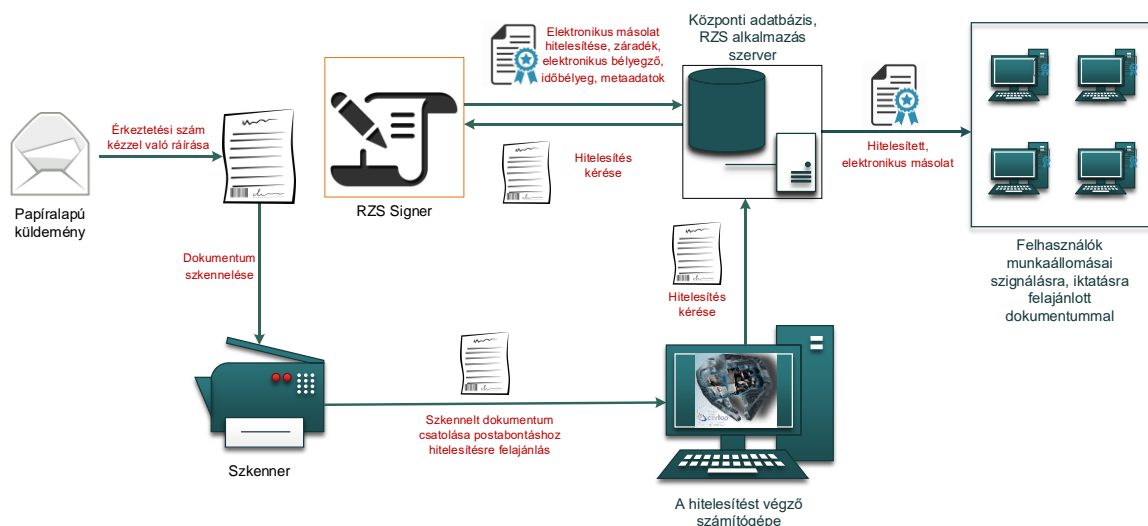 Elektronikus másolat
hitelesítése, záradék,
elektronikus bélyegző,
időbélyeg, metaadatok
Központi adatbázis,
RZS alkalmazás
szerver
Érkeztetési szám
kézzel való ráírása
Papíralapú
küldemény
RZS Signer
Hitelesítés
kérése
Hitelesített,
elektronikus másolat
Felhasználók
munkaállomásai
szignálásra, iktatásra
felajánlott
dokumentummal
Dokumentum
szkennelése
Hitelesítés
kérése
Szkennelt dokumentum
csatolása postabontáshoz
hitelesítésre felajánlás
Szkenner
A hitelesítést végző
számítógépe